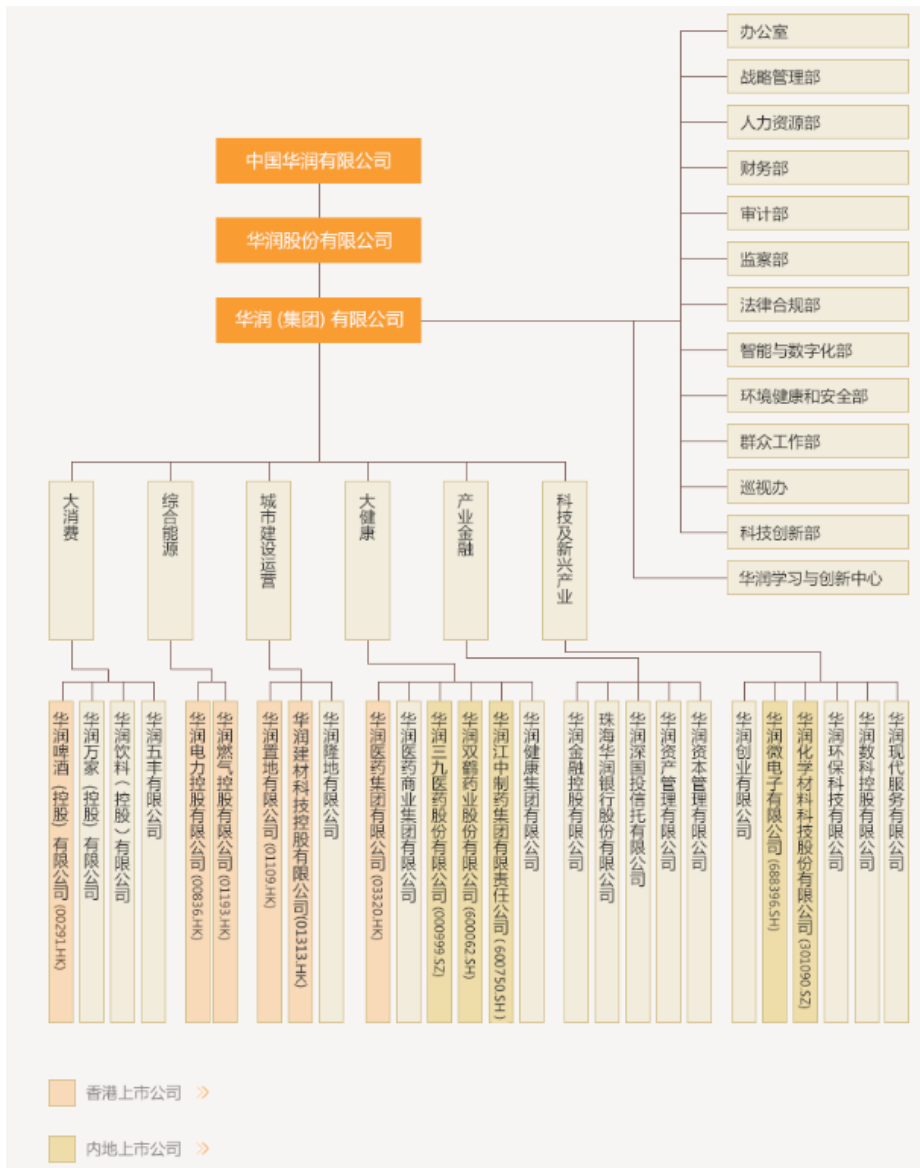 中国华润有限公司
华润股份有限公司
华润 (集团) 有限公司
办公室
战略管理部
人力资源部
财务部
审计部
监察部
法律合规部
智能与数字化部
环境健康和安全部
群众工作部
巡视办
科技创新部
华润学习与创新中心
大消费
综合能源
城市建设运营
大健康
产业金融
科技及新兴产业
华润啤酒 (控股) 有限公司 (00291.HK)
华润万家 (控股) 有限公司
华润饮料 (控股) 有限公司
华润五丰有限公司
华润电力控股有限公司 (00836.HK)
华润燃气控股有限公司 (01193.HK)
华润置地有限公司 (01109.HK)
华润建材科技控股有限公司(01313.HK)
华润隆地有限公司
华润医药集团有限公司 (03320.HK)
华润医药商业集团有限公司
华润三九医药股份有限公司 (000999.SZ)
华润双鹤药业股份有限公司 (600062.SH)
华润江中制药集团有限责任公司 (600750.SH)
华润健康集团有限公司
华润金融控股有限公司
珠海华润银行股份有限公司
华润深国投信托有限公司
华润资产管理有限公司
华润资本管理有限公司
华润创业有限公司
华润微电子有限公司 (688396.SH)
华润化学材料科技股份有限公司 (301090.SZ)
华润环保科技有限公司
华润数科控股有限公司
华润现代服务有限公司
香港上市公司
内地上市公司